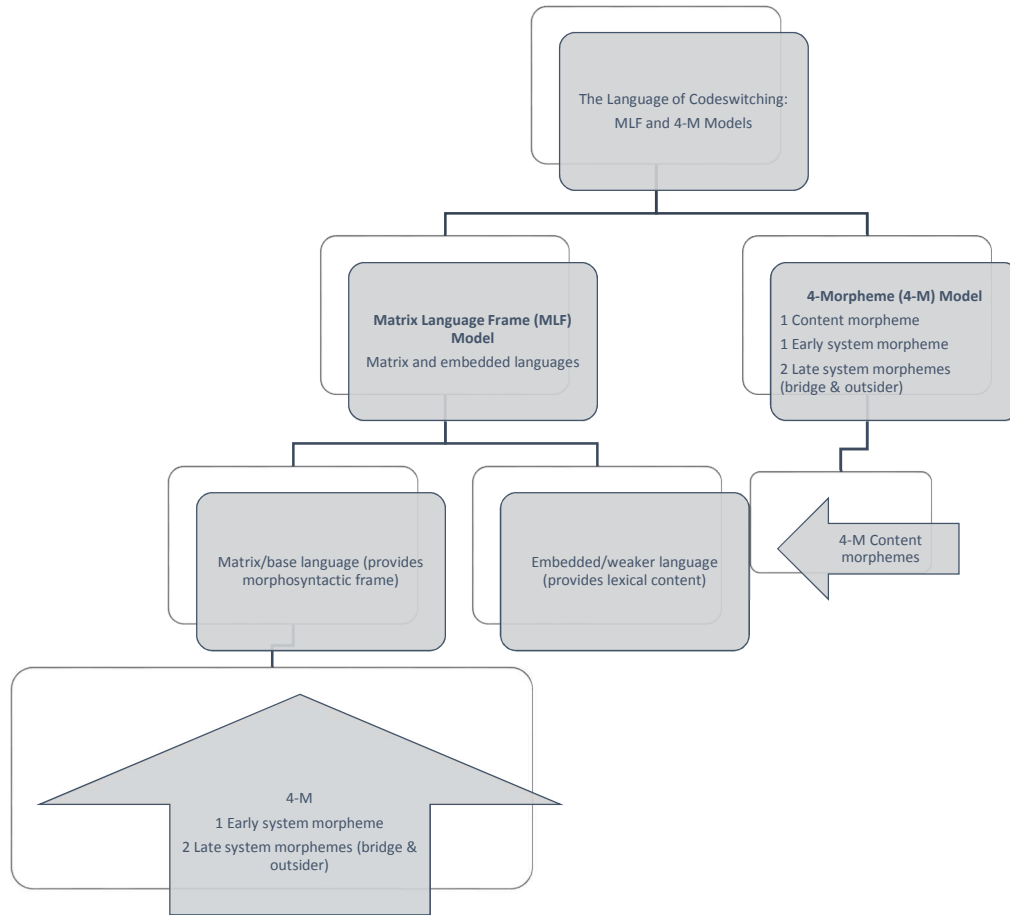 The Language of Codeswitching:
MLF and 4-M Models
Matrix Language Frame (MLF)
Model
Matrix and embedded languages
4-Morpheme (4-M) Model
1 Content morpheme
1 Early system morpheme
2 Late system morphemes
(bridge & outsider)
Matrix/base language (provides
morphosyntactic frame)
Embedded/weaker language
(provides lexical content)
4-M Content
morphemes
4-M
1 Early system morpheme
2 Late system morphemes (bridge &
outsider)